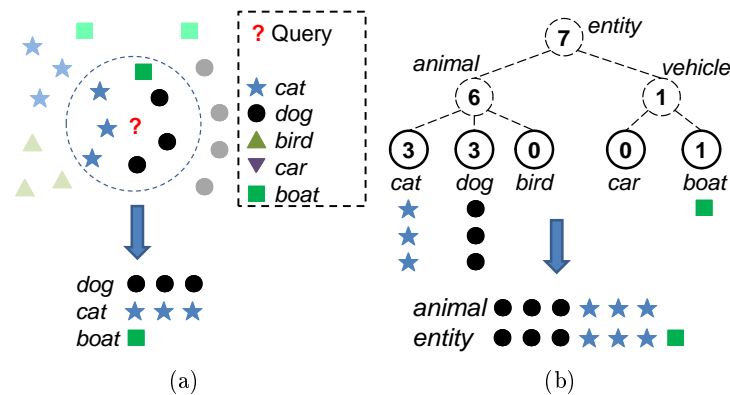 ? Query
cat
dog
bird
car
boat
?
dog
cat
boat
(a)
entity
7
animal
vehicle
6
1
3
3
0
0
1
cat
dog
bird
car
boat
animal
entity
(b)